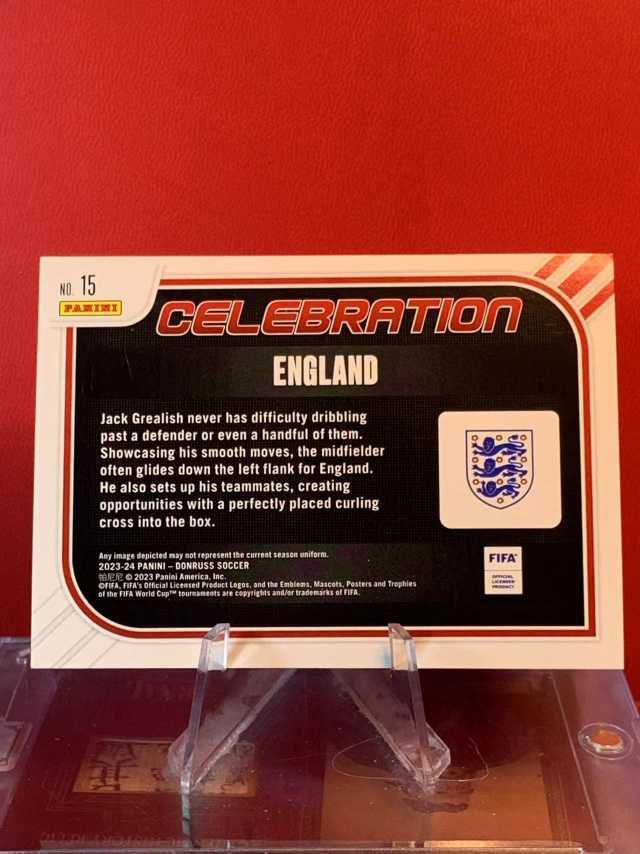 NO. 15
PANINI
CELEBRATION
ENGLAND
Jack Grealish never has difficulty dribbling
past a defender or even a handful of them.
Showcasing his smooth moves, the midfielder
often glides down the left flank for England.
He also sets up his teammates, creating
opportunities with a perfectly placed curling
cross into the box.
Any image depicted may not represent the current season uniform.
2023-24 PANINI – DONRUSS SOCCER
帕尼尼 © 2023 Panini America, Inc.
©FIFA, FIFA's Official Licensed Product Logos, and the Emblems, Mascots, Posters and Trophies
of the FIFA World Cup™ tournaments are copyrights and/or trademarks of FIFA.
FIFA
OFFICIAL
LICENSED
PRODUCT